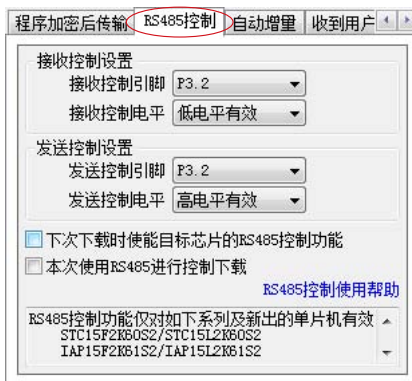 程序加密后传输 RS485控制 自动增量 收到用户
接收控制设置
接收控制引脚 P3.2
接收控制电平 低电平有效
发送控制设置
发送控制引脚 P3.2
发送控制电平 高电平有效
下次下载时使能目标芯片的RS485控制功能
本次使用RS485进行控制下载
RS485控制使用帮助
RS485控制功能仅对如下系列及新出的单片机有效
STC15F2K60S2/STC15L2K60S2
IAP15F2K61S2/IAP15L2K61S2